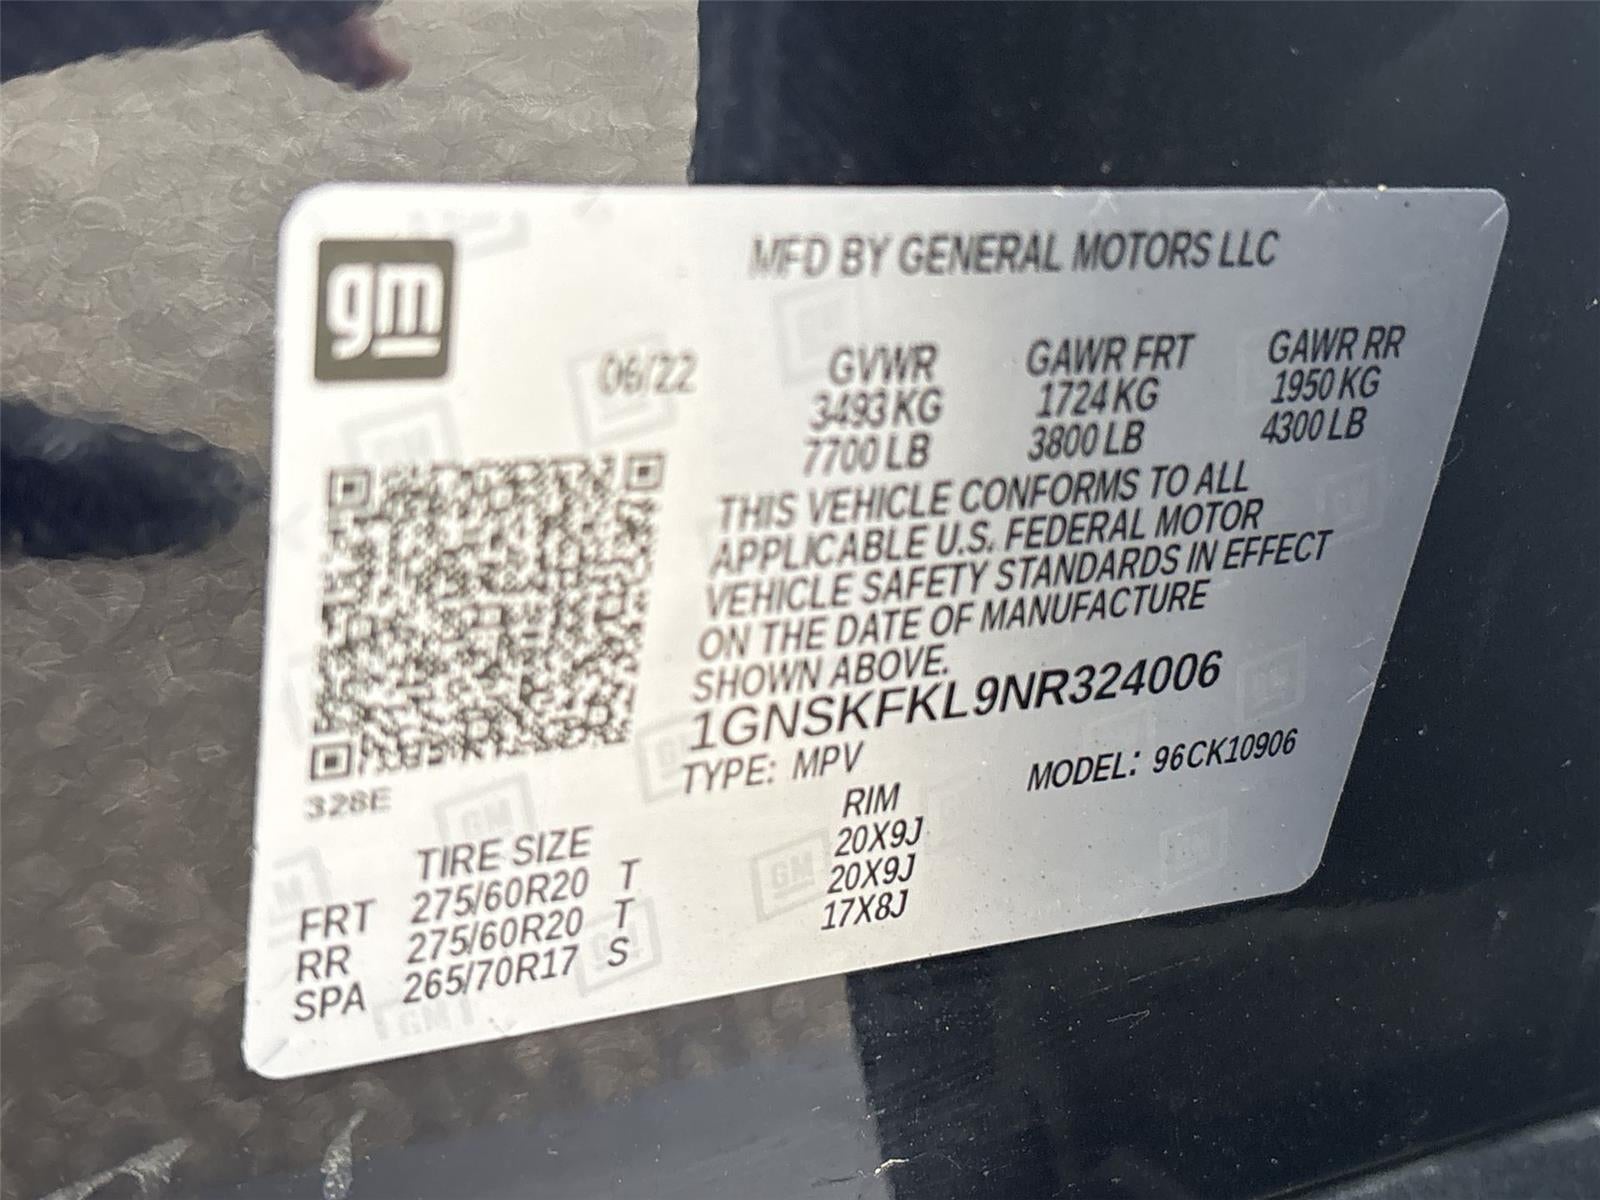 gm
MFD BY GENERAL MOTORS LLC
06/22
GVWR GAWR FRT GAWR RR
3493 KG 1724 KG 1950 KG
7700 LB 3800 LB 4300 LB
THIS VEHICLE CONFORMS TO ALL
APPLICABLE U.S. FEDERAL MOTOR
VEHICLE SAFETY STANDARDS IN EFFECT
ON THE DATE OF MANUFACTURE
SHOWN ABOVE.
1GNSKFKL9NR324006
TYPE: MPV MODEL: 96CK10906
328E
TIRE SIZE RIM
FRT 275/60R20 T 20X9J
RR 275/60R20 T 20X9J
SPA 265/70R17 S 17X8J